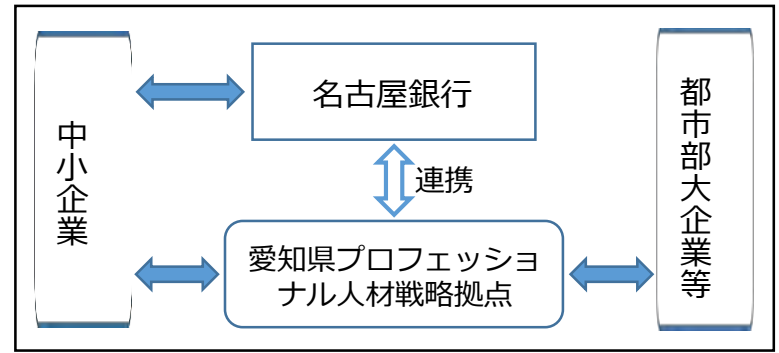 中小企業
名古屋銀行
連携
愛知県プロフェッショ
ナル人材戦略拠点
都市部大企業等